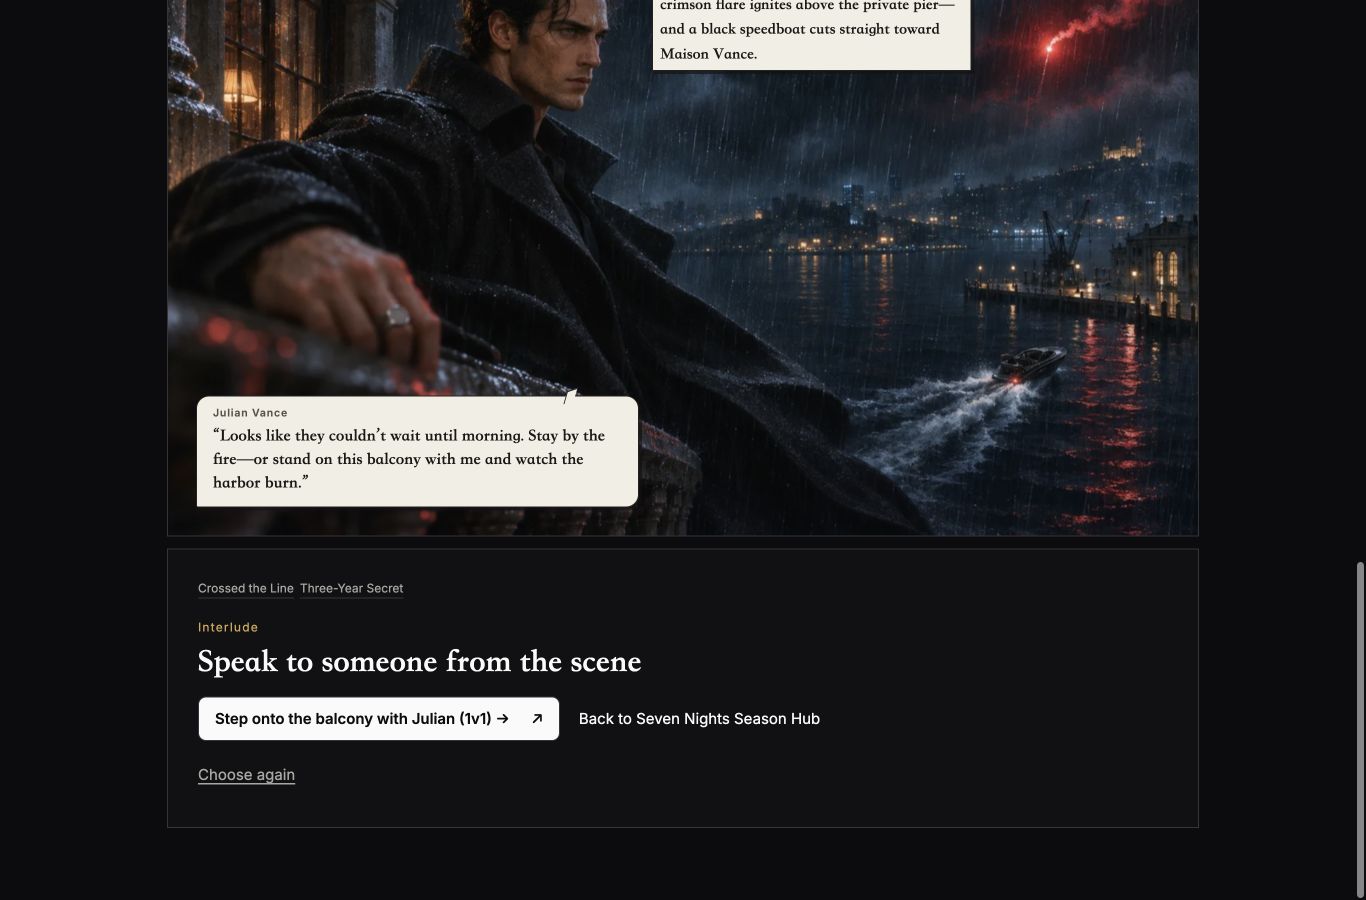 crimson flare ignites above the private pier—
and a black speedboat cuts straight toward
Maison Vance.
Julian Vance
“Looks like they couldn’t wait until morning. Stay by the
fire—or stand on this balcony with me and watch the
harbor burn.”
Crossed the Line Three-Year Secret
Interlude
Speak to someone from the scene
Step onto the balcony with Julian (1v1) → ↗ Back to Seven Nights Season Hub
Choose again